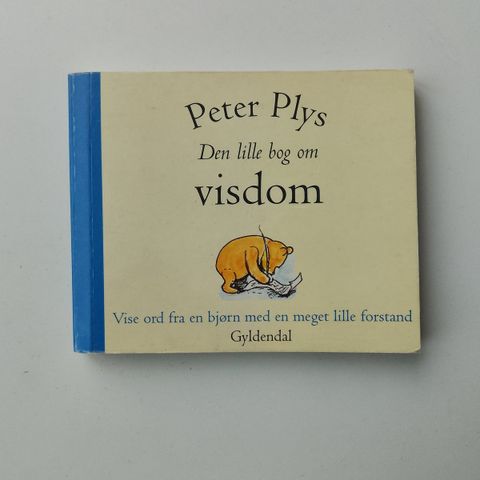 Peter Plys
Den lille bog om
visdom
Vise ord fra en bjørn med en meget lille forstand
Gyldendal